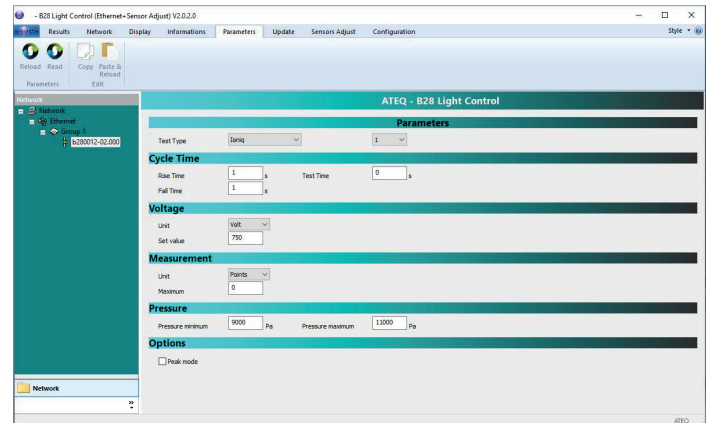 - B28 Light Control (Ethernet+Sensor Adjust) V2.0.2.0
Results Network Display Informations Parameters Update Sensors Adjust Configuration Style
Reload Read Copy Paste & Reload
Parameters Edit
Network
ATEQ - B28 Light Control
Network
Ethernet
Group 1
b280012-02.000
Parameters
Test Type Ioniq 1
Cycle Time
Rise Time 1 s Test Time 0 s
Fall Time 1 s
Voltage
Unit Volt
Set value 750
Measurement
Unit Points
Maximum 0
Pressure
Pressure minimum 9000 Pa Pressure maximum 11000 Pa
Options
Peak mode
Network
ATEQ